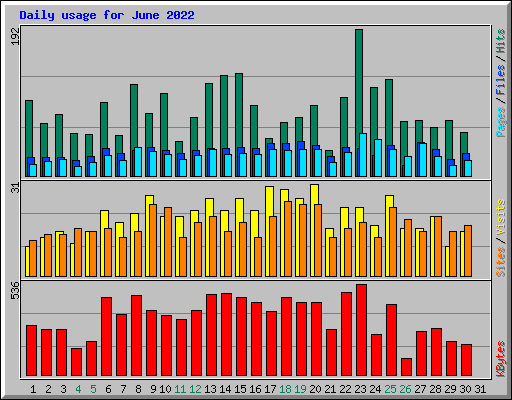 Daily usage for June 2022
192
Pages / Files / Hits
31
Sites / Visits
536
KBytes
1 2 3 4 5 6 7 8 9 10 11 12 13 14 15 16 17 18 19 20 21 22 23 24 25 26 27 28 29 30 31